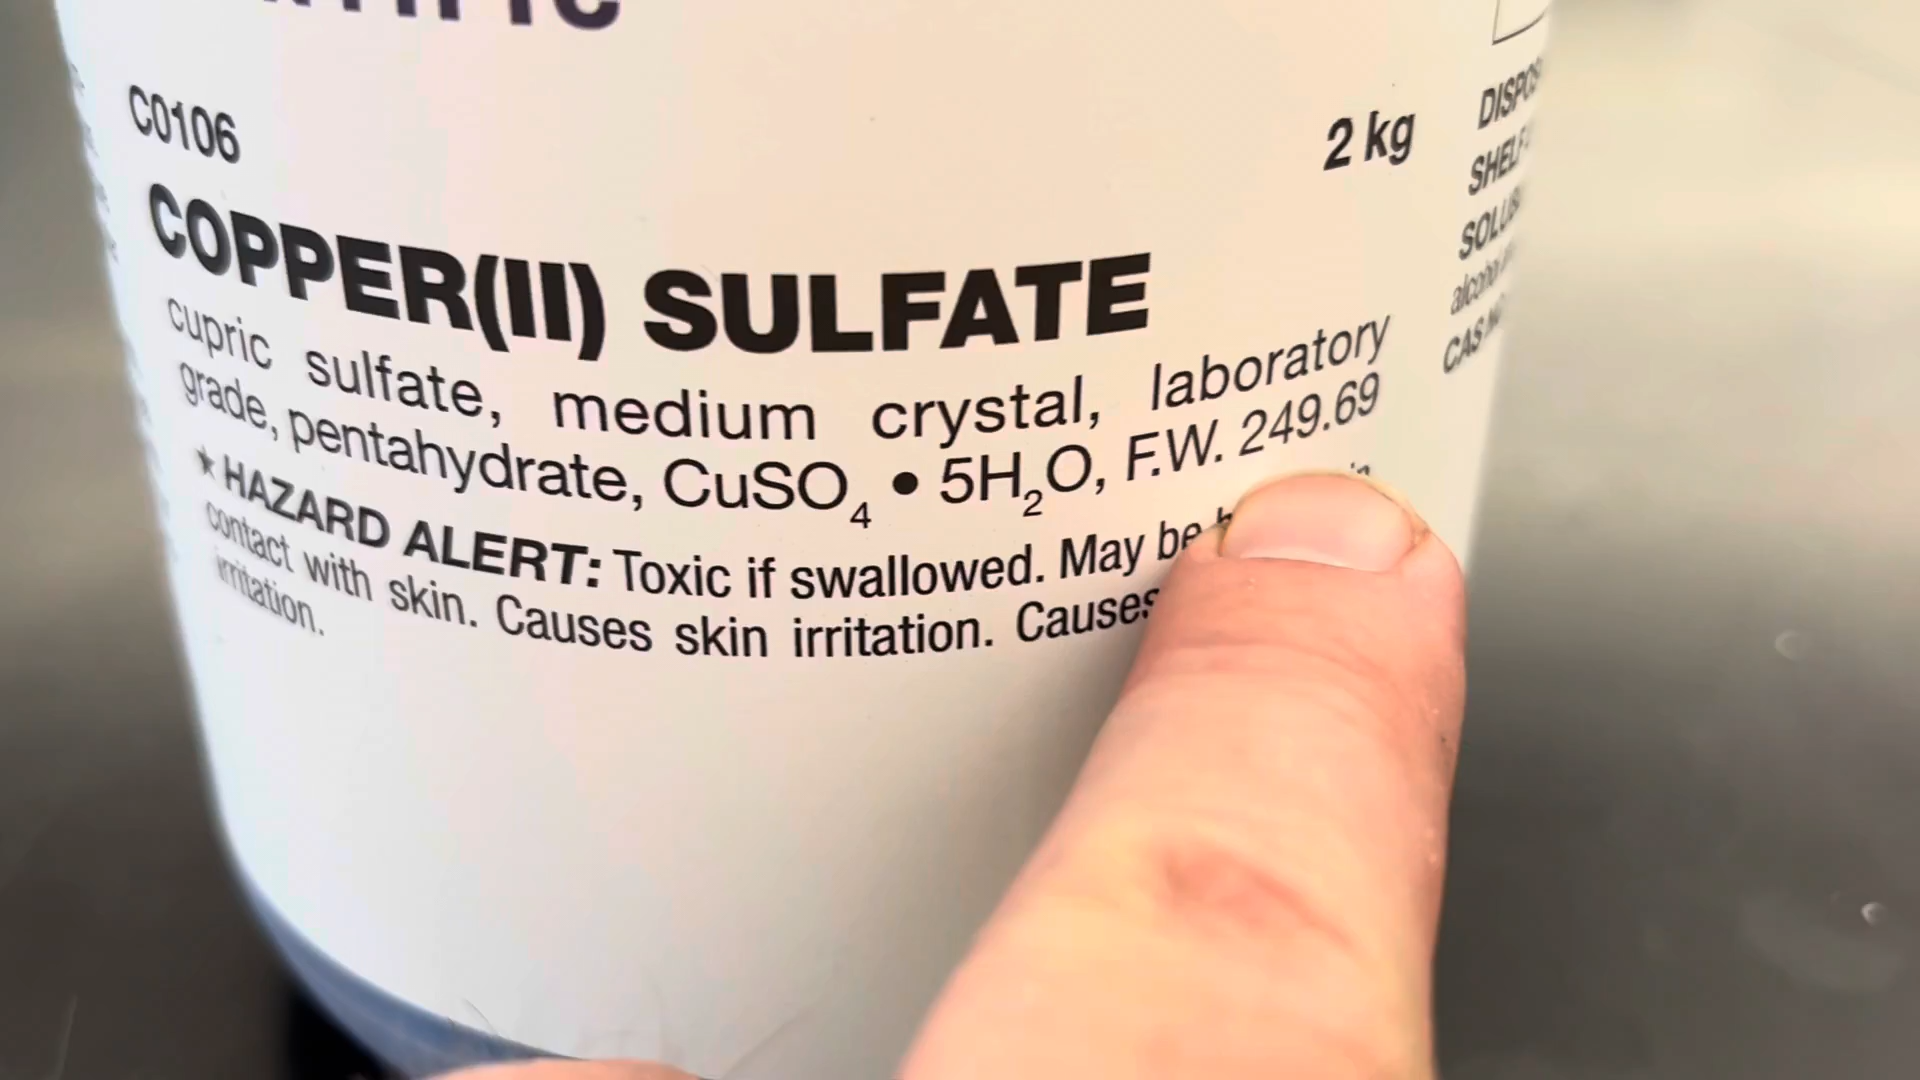 C0106
2 kg
COPPER(II) SULFATE
cupric sulfate, medium crystal, laboratory
grade, pentahydrate, CuSO₄ • 5H₂O, F.W. 249.69
★ HAZARD ALERT: Toxic if swallowed. May be
contact with skin. Causes skin irritation. Causes
irritation.